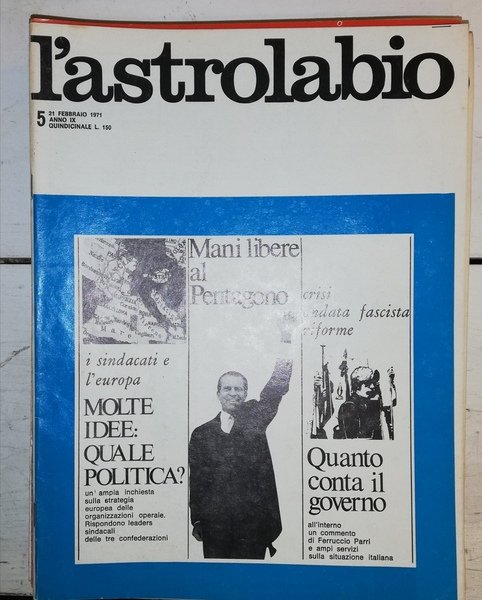 l'astrolabio
5
21 FEBBRAIO 1971
ANNO IX
QUINDICINALE L. 150
Mani libere
al
Pentagono
i sindacati e
l'europa
MOLTE
IDEE:
QUALE
POLITICA?
un' ampia inchiesta
sulla strategia
europea delle
organizzazioni operaie.
Rispondono leaders
sindacali
delle tre confederazioni
crisi
ondata fascista
riforme
Quanto
conta il
governo
all'interno
un commento
di Ferruccio Parri
e ampi servizi
sulla situazione italiana